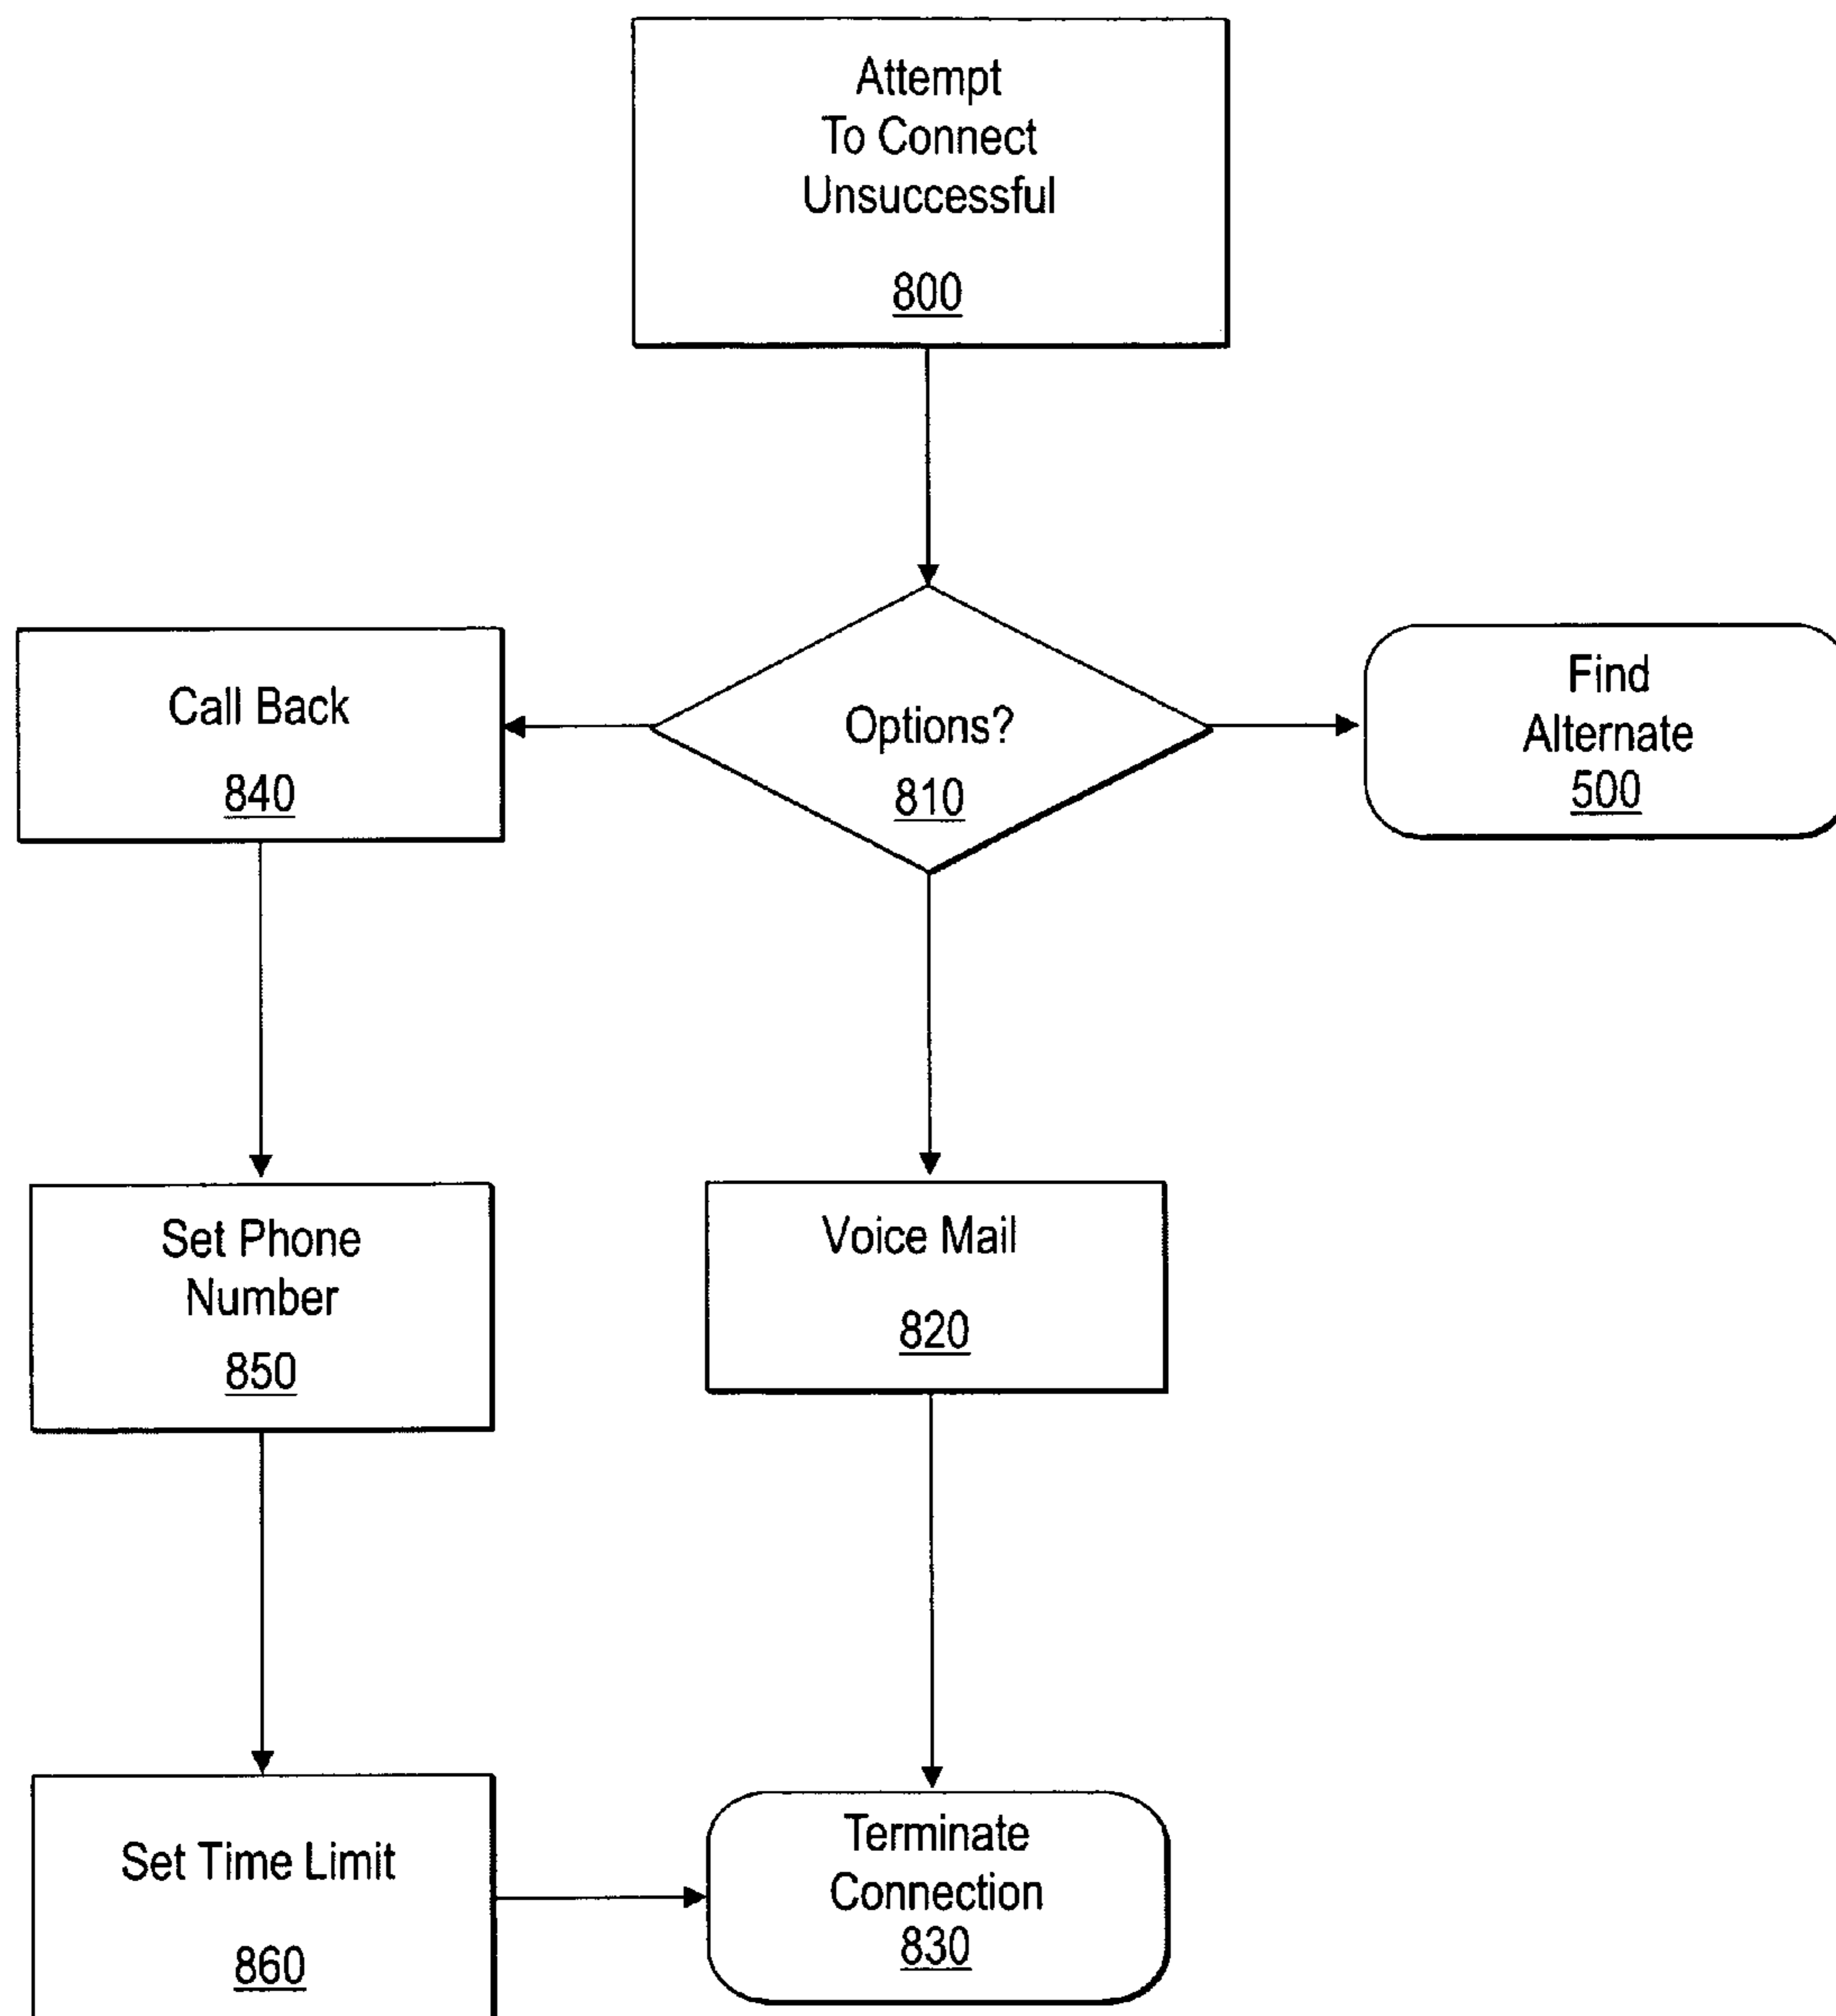 Attempt
To Connect
Unsuccessful
800
Call Back
840
Options?
810
Find
Alternate
500
Set Phone
Number
850
Voice Mail
820
Set Time Limit
860
Terminate
Connection
830